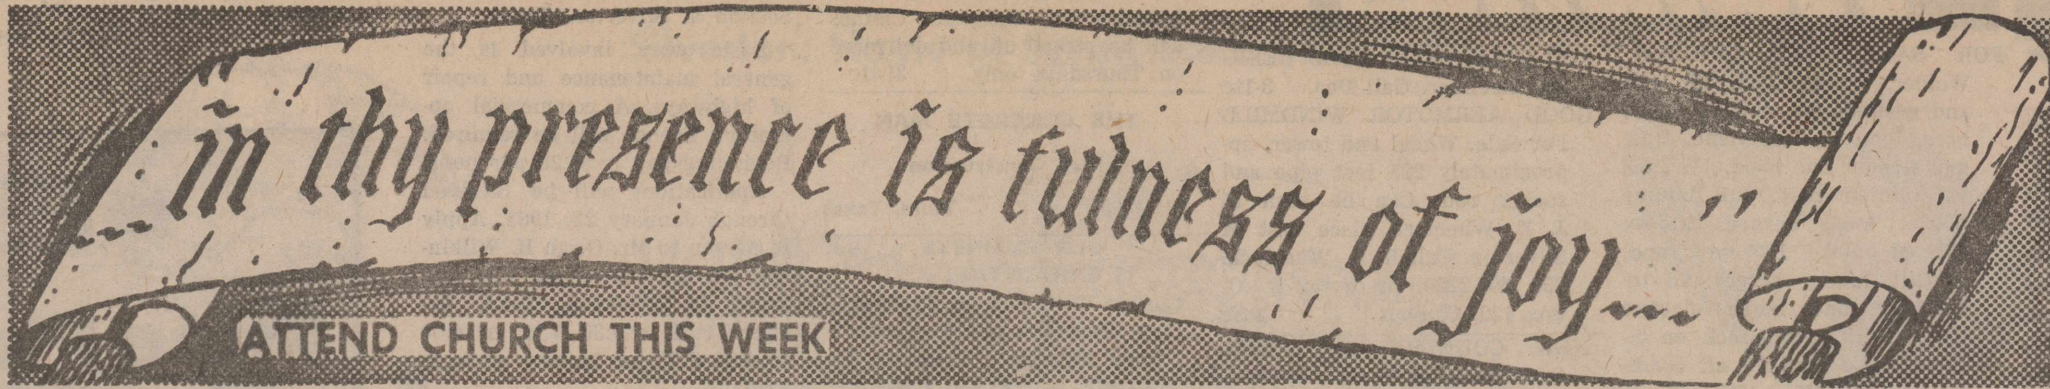 ... in thy presence is fulness of joy... ”
ATTEND CHURCH THIS WEEK